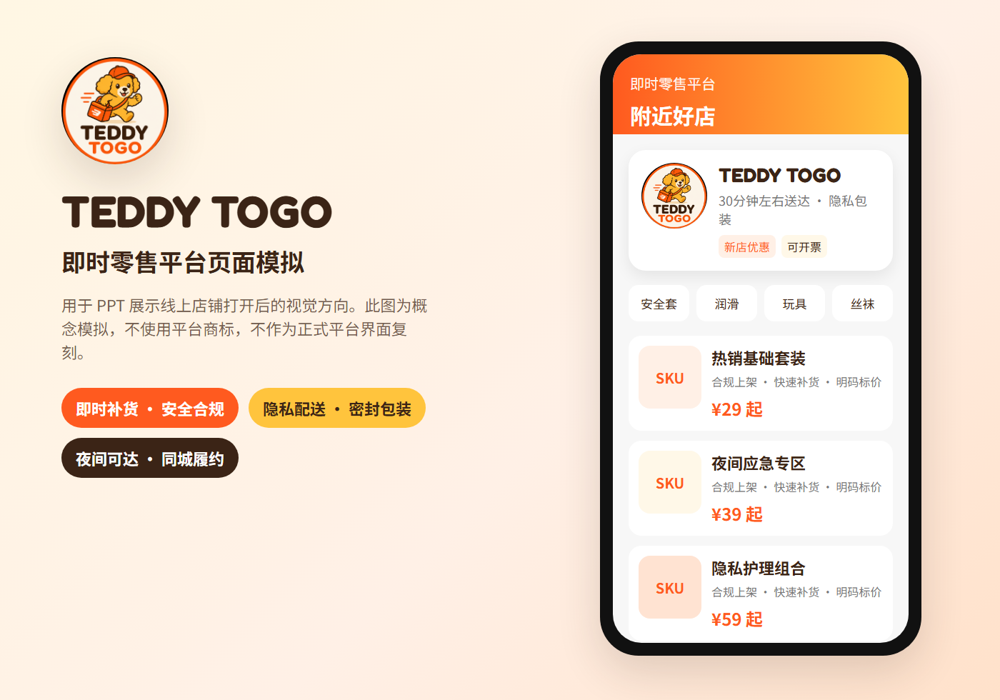 TEDDY
TOGO
TEDDY TOGO
即时零售平台页面模拟
用于 PPT 展示线上店铺打开后的视觉方向。此图为概
念模拟，不使用平台商标，不作为正式平台界面复
刻。
即时补货 · 安全合规
隐私配送 · 密封包装
夜间可达 · 同城履约
即时零售平台
附近好店
TEDDY
TOGO
TEDDY TOGO
30分钟左右送达 · 隐私包
装
新店优惠 可开票
安全套 润滑 玩具 丝袜
SKU
热销基础套装
合规上架 · 快速补货 · 明码标价
¥29 起
SKU
夜间应急专区
合规上架 · 快速补货 · 明码标价
¥39 起
SKU
隐私护理组合
合规上架 · 快速补货 · 明码标价
¥59 起